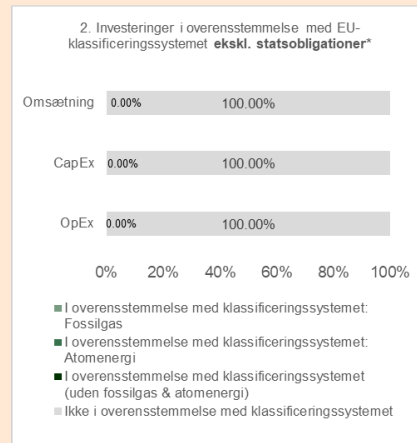 2. Investeringer i overensstemmelse med EU-
klassificeringssystemet ekskl. statsobligationer*
Omsætning 0.00% 100.00%
CapEx 0.00% 100.00%
OpEx 0.00% 100.00%
0% 20% 40% 60% 80% 100%
I overensstemmelse med klassificeringssystemet:
Fossilgas
I overensstemmelse med klassificeringssystemet:
Atomenergi
I overensstemmelse med klassificeringssystemet
(uden fossilgas & atomenergi)
Ikke i overensstemmelse med klassificeringssystemet